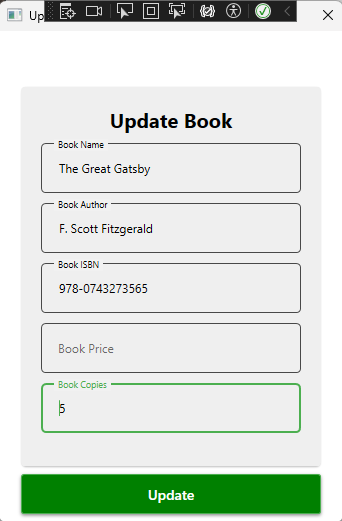 Up
Update Book
Book Name
The Great Gatsby
Book Author
F. Scott Fitzgerald
Book ISBN
978-0743273565
Book Price
Book Copies
5
Update